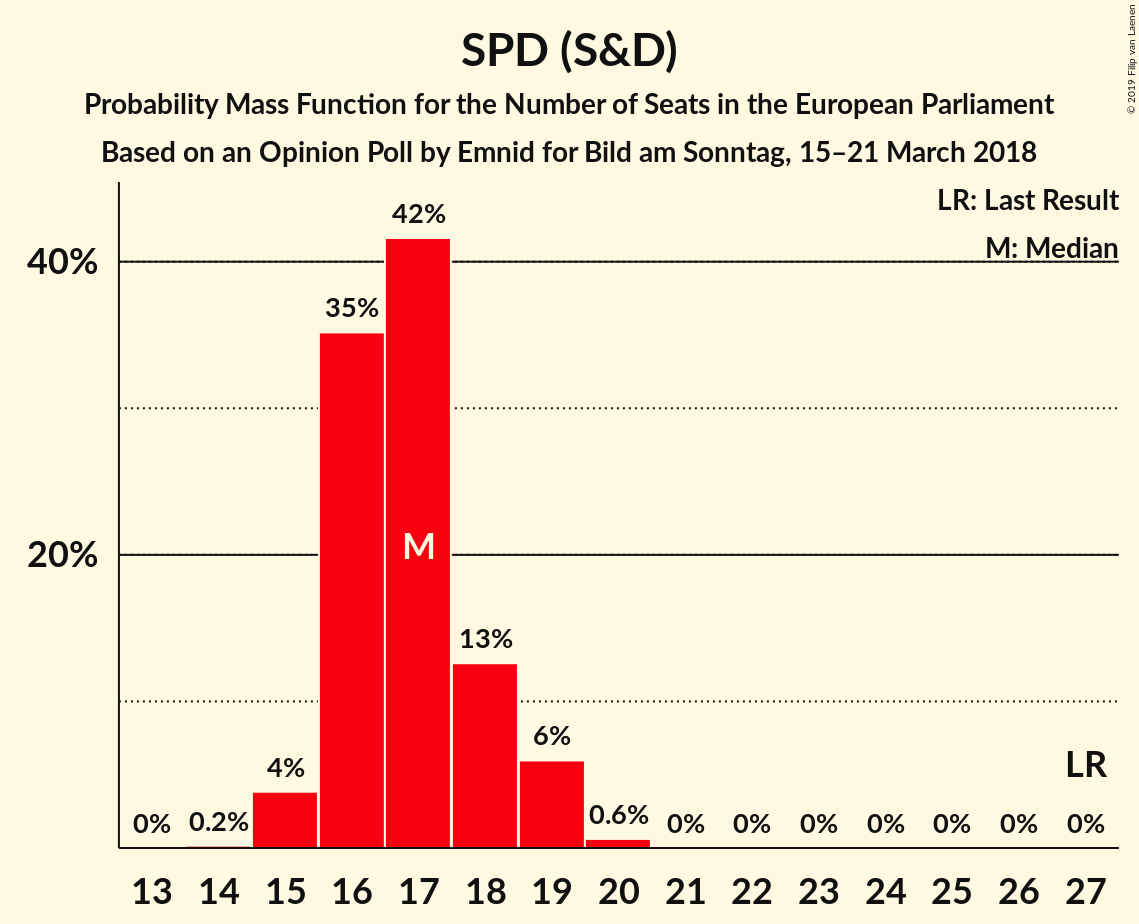 SPD (S&D)
Probability Mass Function for the Number of Seats in the European Parliament
Based on an Opinion Poll by Emnid for Bild am Sonntag, 15–21 March 2018
© 2019 Filip van Laenen
LR: Last Result
M: Median
40%
20%
0% 0.2% 4% 35% 42% 13% 6% 0.6% 0% 0% 0% 0% 0% 0% 0%
M
LR
13 14 15 16 17 18 19 20 21 22 23 24 25 26 27